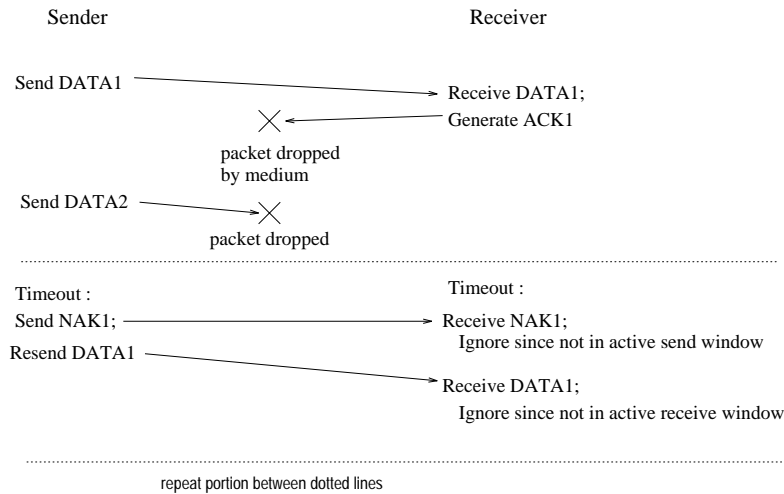 Sender
Receiver
Send DATA1
Receive DATA1;
Generate ACK1
packet dropped
by medium
Send DATA2
packet dropped
Timeout :
Timeout :
Send NAK1;
Receive NAK1;
Ignore since not in active send window
Resend DATA1
Receive DATA1;
Ignore since not in active receive window
repeat portion between dotted lines